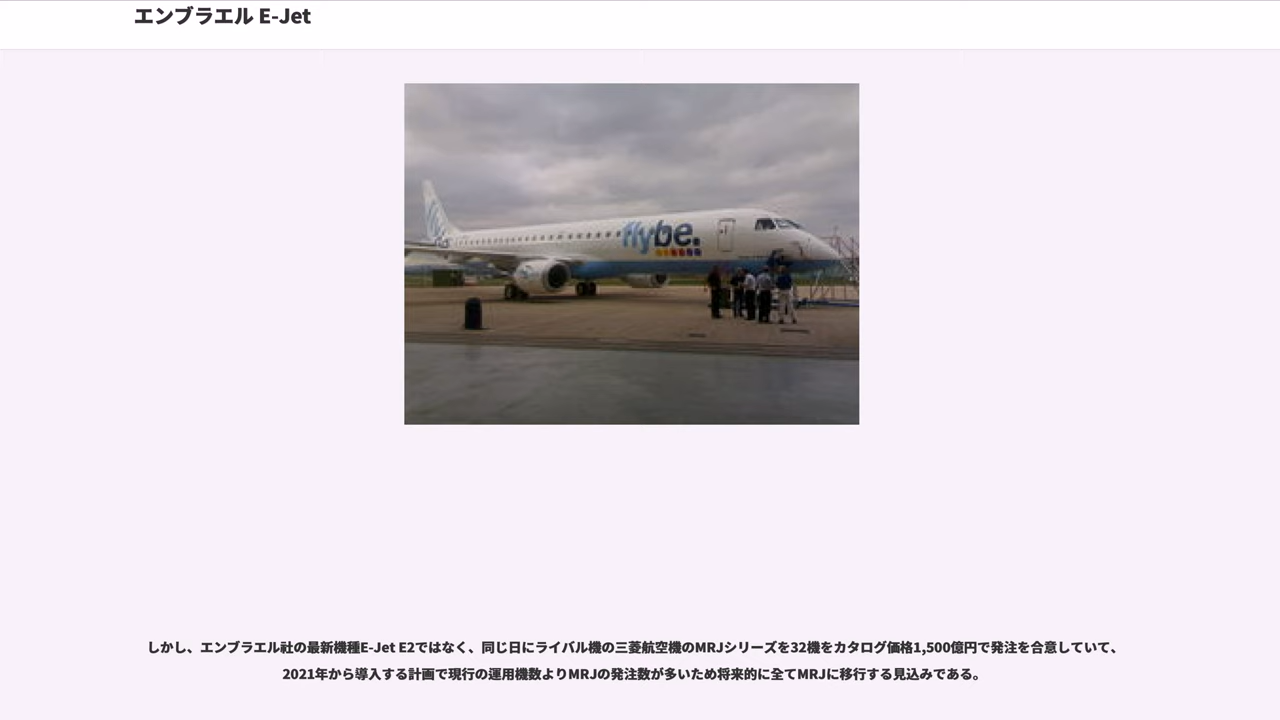 エンブラエル E-Jet
flybe.
しかし、エンブラエル社の最新機種E-Jet E2ではなく、同じ日にライバル機の三菱航空機のMRJシリーズを32機をカタログ価格1,500億円で発注を合意していて、
2021年から導入する計画で現行の運用機数よりMRJの発注数が多いため将来的に全てMRJに移行する見込みである。